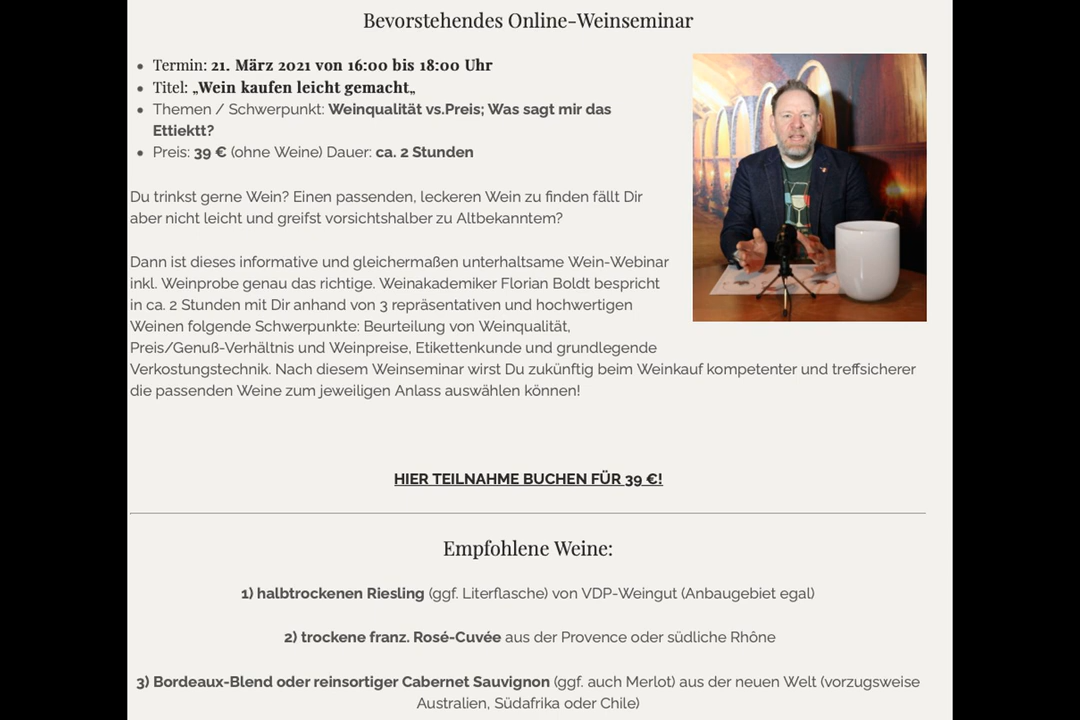 Bevorstehendes Online-Weinseminar
Termin: 21. März 2021 von 16:00 bis 18:00 Uhr
Titel: „Wein kaufen leicht gemacht„
Themen / Schwerpunkt: Weinqualität vs.Preis; Was sagt mir das
Ettiektt?
Preis: 39 € (ohne Weine) Dauer: ca. 2 Stunden
Du trinkst gerne Wein? Einen passenden, leckeren Wein zu finden fällt Dir
aber nicht leicht und greifst vorsichtshalber zu Altbekanntem?
Dann ist dieses informative und gleichermaßen unterhaltsame Wein-Webinar
inkl. Weinprobe genau das richtige. Weinakademiker Florian Boldt bespricht
in ca. 2 Stunden mit Dir anhand von 3 repräsentativen und hochwertigen
Weinen folgende Schwerpunkte: Beurteilung von Weinqualität,
Preis/Genuß-Verhältnis und Weinpreise, Etikettenkunde und grundlegende
Verkostungstechnik. Nach diesem Weinseminar wirst Du zukünftig beim Weinkauf kompetenter und treffsicherer
die passenden Weine zum jeweiligen Anlass auswählen können!
HIER TEILNAHME BUCHEN FÜR 39 €!
Empfohlene Weine:
1) halbtrockenen Riesling (ggf. Literflasche) von VDP-Weingut (Anbaugebiet egal)
2) trockene franz. Rosé-Cuvée aus der Provence oder südliche Rhône
3) Bordeaux-Blend oder reinsortiger Cabernet Sauvignon (ggf. auch Merlot) aus der neuen Welt (vorzugsweise
Australien, Südafrika oder Chile)